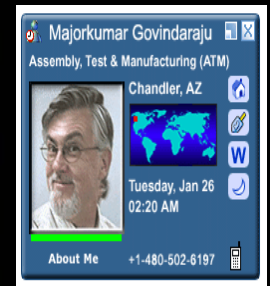 Majorkumar Govindaraju
Assembly, Test & Manufacturing (ATM)
Chandler, AZ
W
Tuesday, Jan 26
02:20 AM
About Me +1-480-502-6197